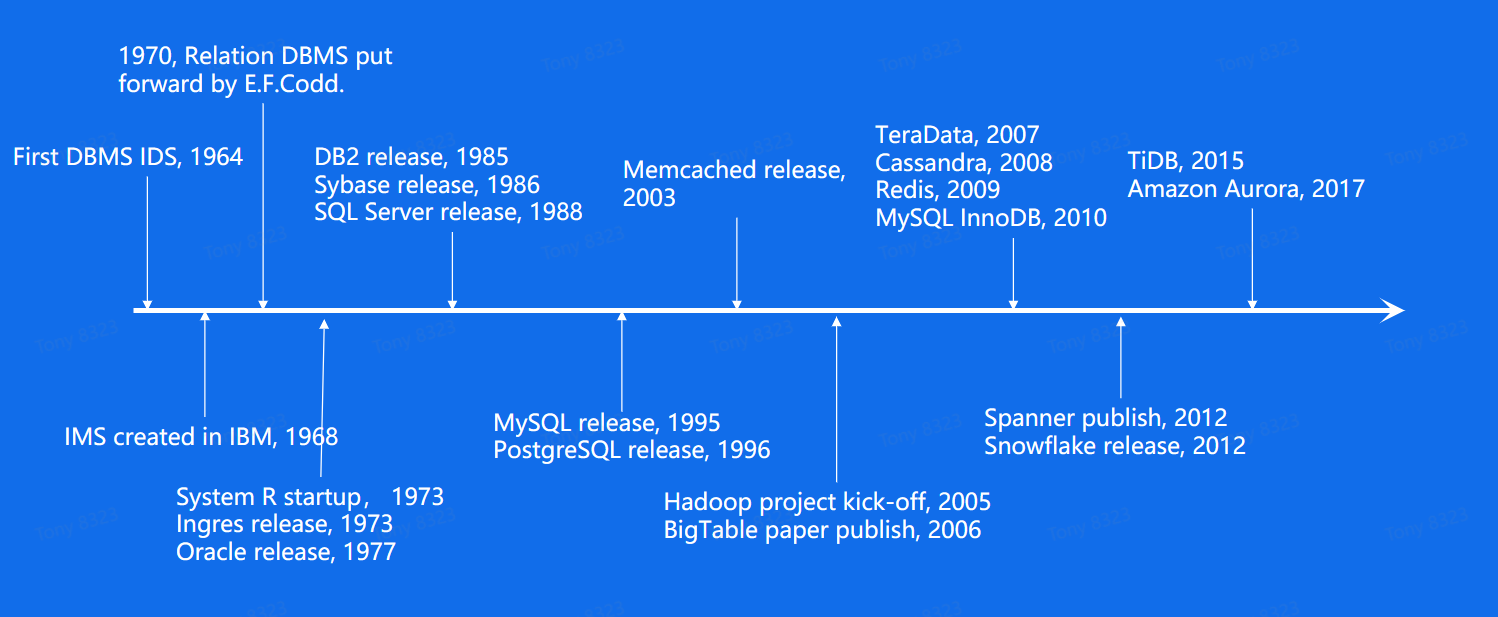 1970, Relation DBMS put
forward by E.F.Codd.
First DBMS IDS, 1964
DB2 release, 1985
Sybase release, 1986
SQL Server release, 1988
Memcached release,
2003
TeraData, 2007
Cassandra, 2008
Redis, 2009
MySQL InnoDB, 2010
TiDB, 2015
Amazon Aurora, 2017
IMS created in IBM, 1968
System R startup， 1973
Ingres release, 1973
Oracle release, 1977
MySQL release, 1995
PostgreSQL release, 1996
Hadoop project kick-off, 2005
BigTable paper publish, 2006
Spanner publish, 2012
Snowflake release, 2012
Tony 8323